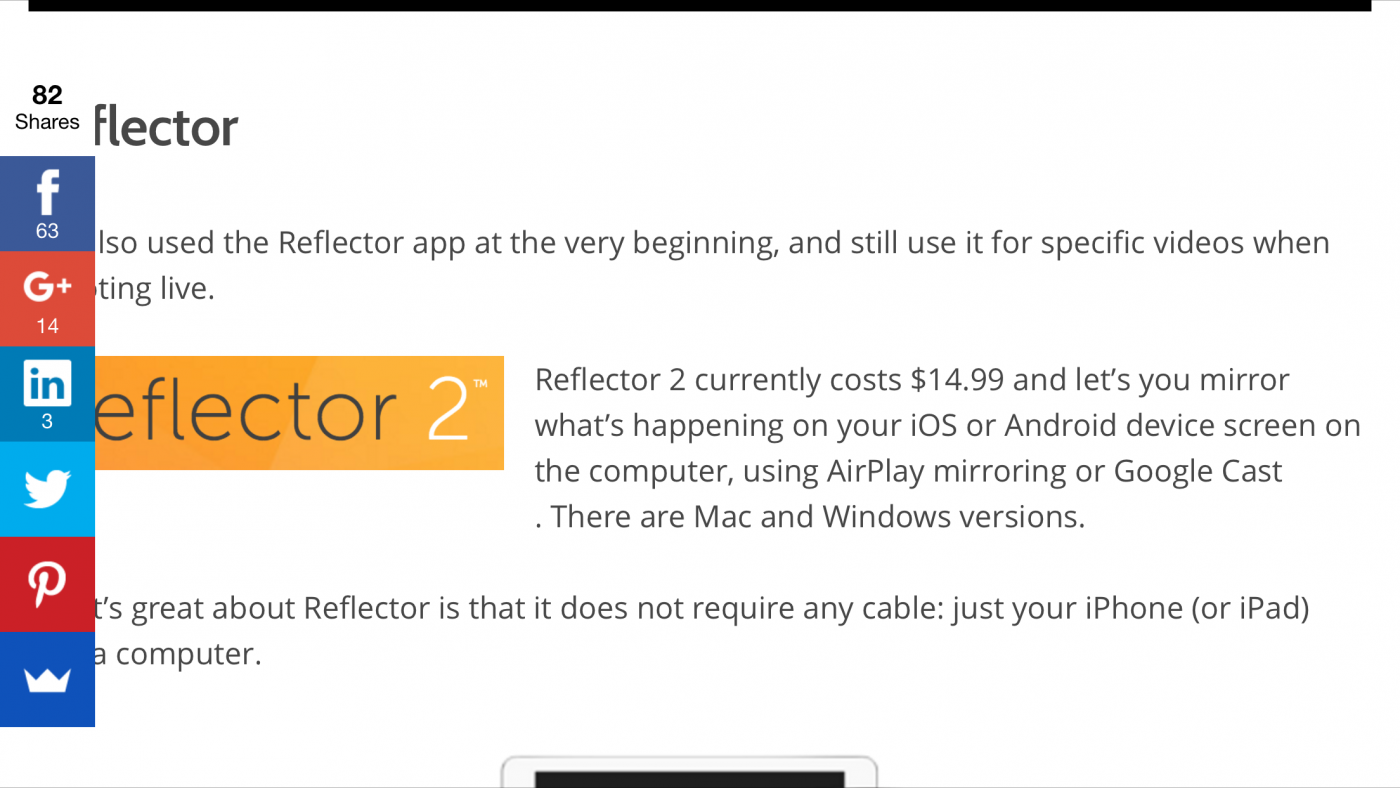 82
Shares
flector
63
14
3
lso used the Reflector app at the very beginning, and still use it for specific videos when
ting live.
eflector 2™
Reflector 2 currently costs $14.99 and let’s you mirror
what’s happening on your iOS or Android device screen on
the computer, using AirPlay mirroring or Google Cast
. There are Mac and Windows versions.
t’s great about Reflector is that it does not require any cable: just your iPhone (or iPad)
a computer.
f
G+
in